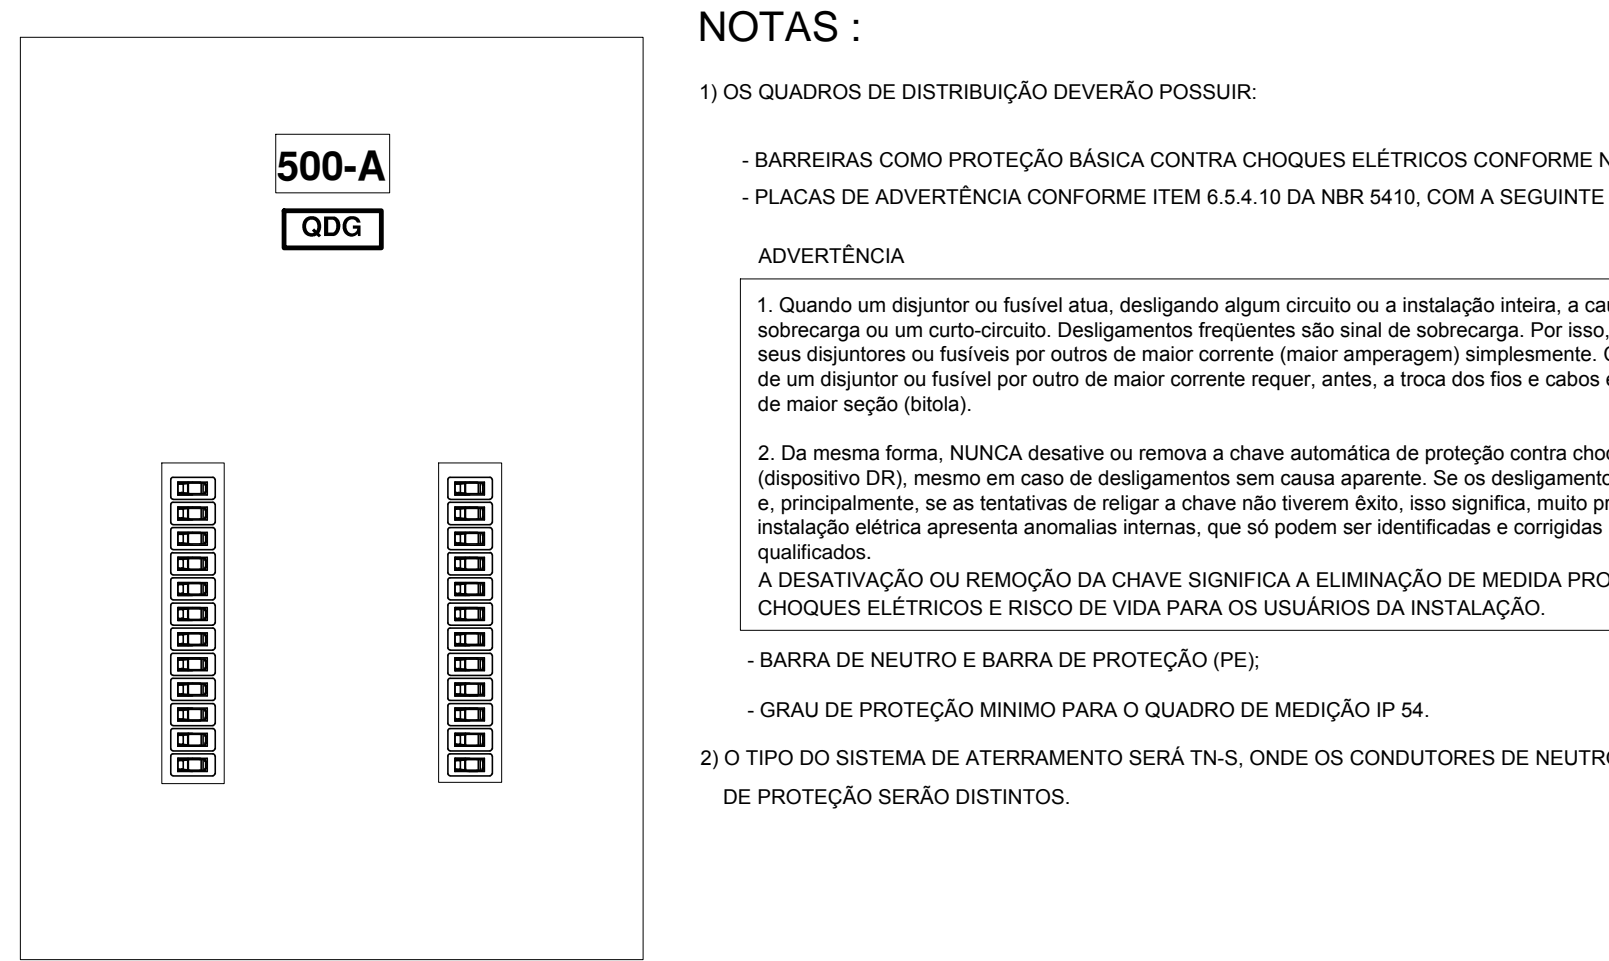 500-A
QDG
NOTAS :
1) OS QUADROS DE DISTRIBUIÇÃO DEVERÃO POSSUIR:
- BARREIRAS COMO PROTEÇÃO BÁSICA CONTRA CHOQUES ELÉTRICOS CONFORME
- PLACAS DE ADVERTÊNCIA CONFORME ITEM 6.5.4.10 DA NBR 5410, COM A SEGUINTE
ADVERTÊNCIA
1. Quando um disjuntor ou fusível atua, desligando algum circuito ou a instalação inteira, a
sobrecarga ou um curto-circuito. Desligamentos freqüentes são sinal de sobrecarga. Por isso,
seus disjuntores ou fusíveis por outros de maior corrente (maior amperagem) simplesmente.
de um disjuntor ou fusível por outro de maior corrente requer, antes, a troca dos fios e cabos
de maior seção (bitola).
2. Da mesma forma, NUNCA desative ou remova a chave automática de proteção contra
(dispositivo DR), mesmo em caso de desligamentos sem causa aparente. Se os
e, principalmente, se as tentativas de religar a chave não tiverem êxito, isso significa, muito
instalação elétrica apresenta anomalias internas, que só podem ser identificadas e corrigidas
qualificados.
A DESATIVAÇÃO OU REMOÇÃO DA CHAVE SIGNIFICA A ELIMINAÇÃO DE MEDIDA
CHOQUES ELÉTRICOS E RISCO DE VIDA PARA OS USUÁRIOS DA INSTALAÇÃO.
- BARRA DE NEUTRO E BARRA DE PROTEÇÃO (PE);
- GRAU DE PROTEÇÃO MINIMO PARA O QUADRO DE MEDIÇÃO IP 54.
2) O TIPO DO SISTEMA DE ATERRAMENTO SERÁ TN-S, ONDE OS CONDUTORES DE
DE PROTEÇÃO SERÃO DISTINTOS.